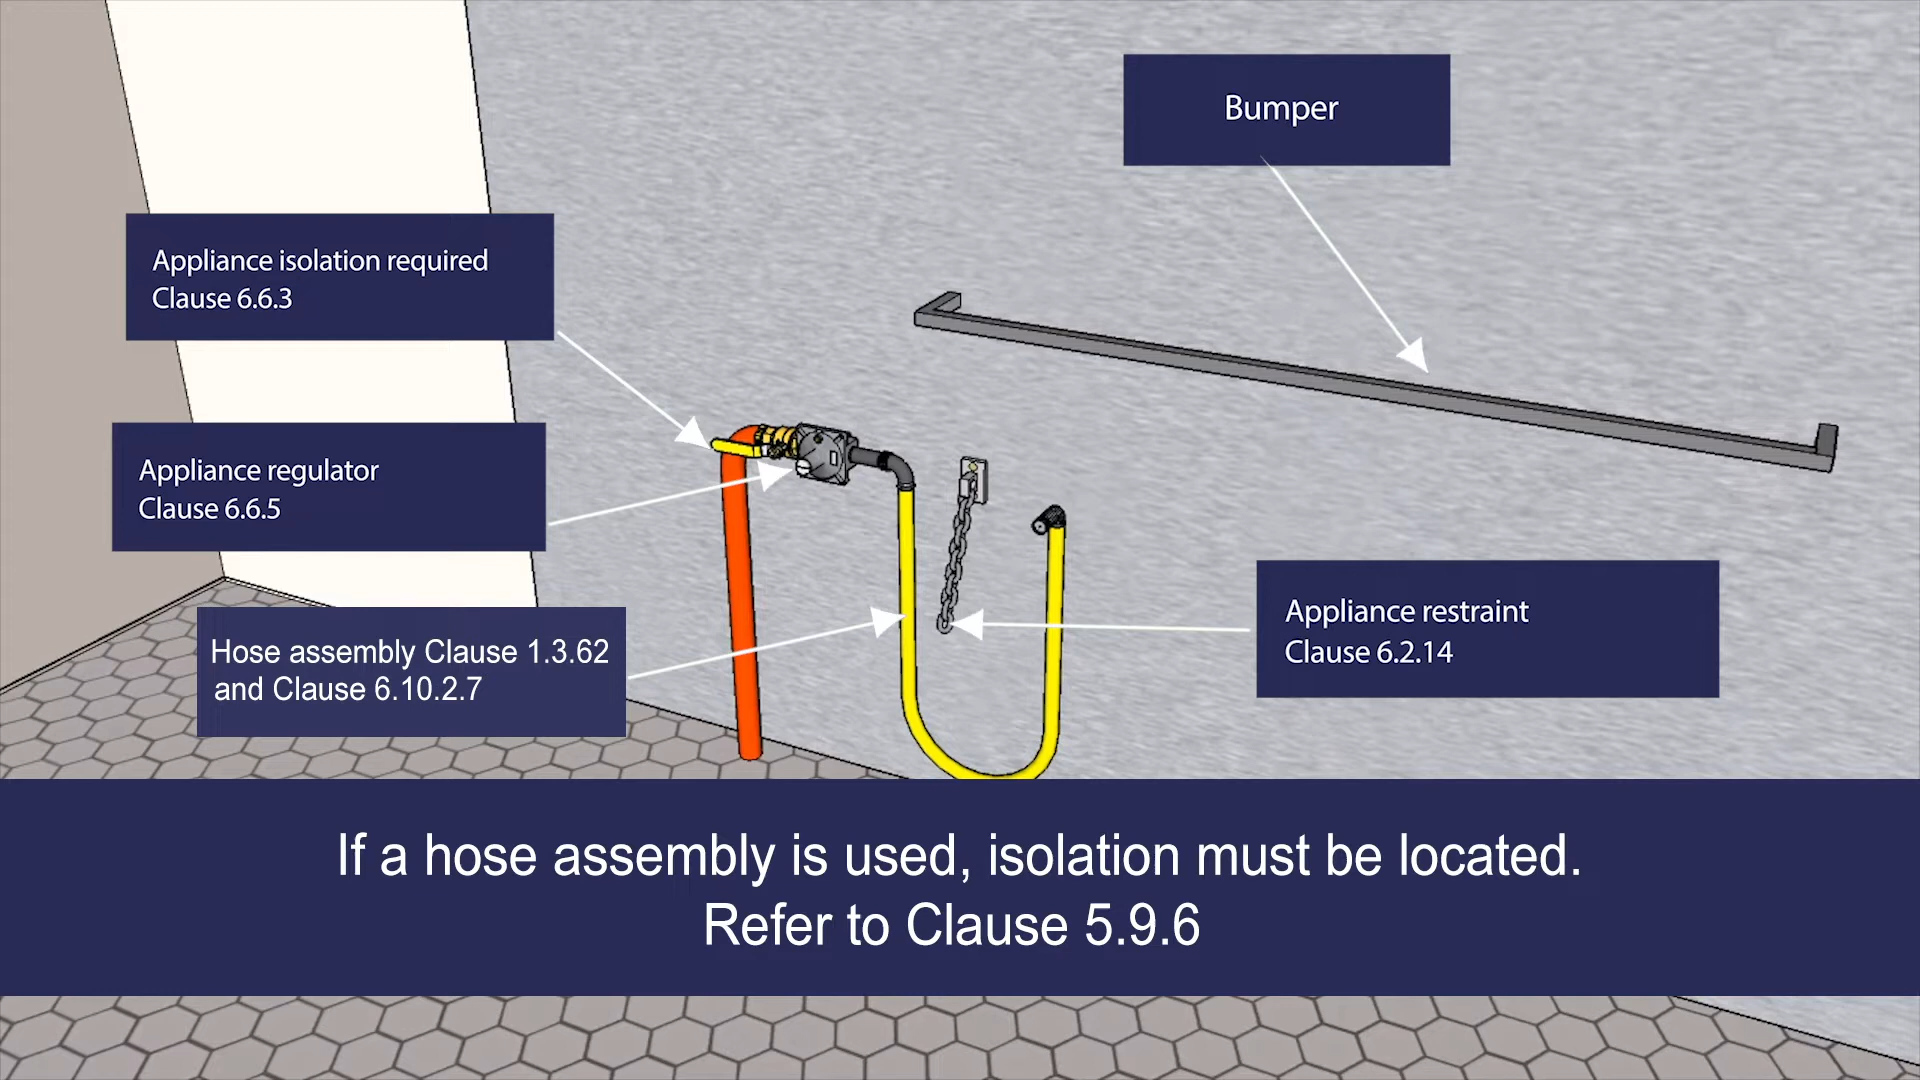 Bumper
Appliance isolation required
Clause 6.6.3
Appliance regulator
Clause 6.6.5
Hose assembly Clause 1.3.62
and Clause 6.10.2.7
Appliance restraint
Clause 6.2.14
If a hose assembly is used, isolation must be located.
Refer to Clause 5.9.6